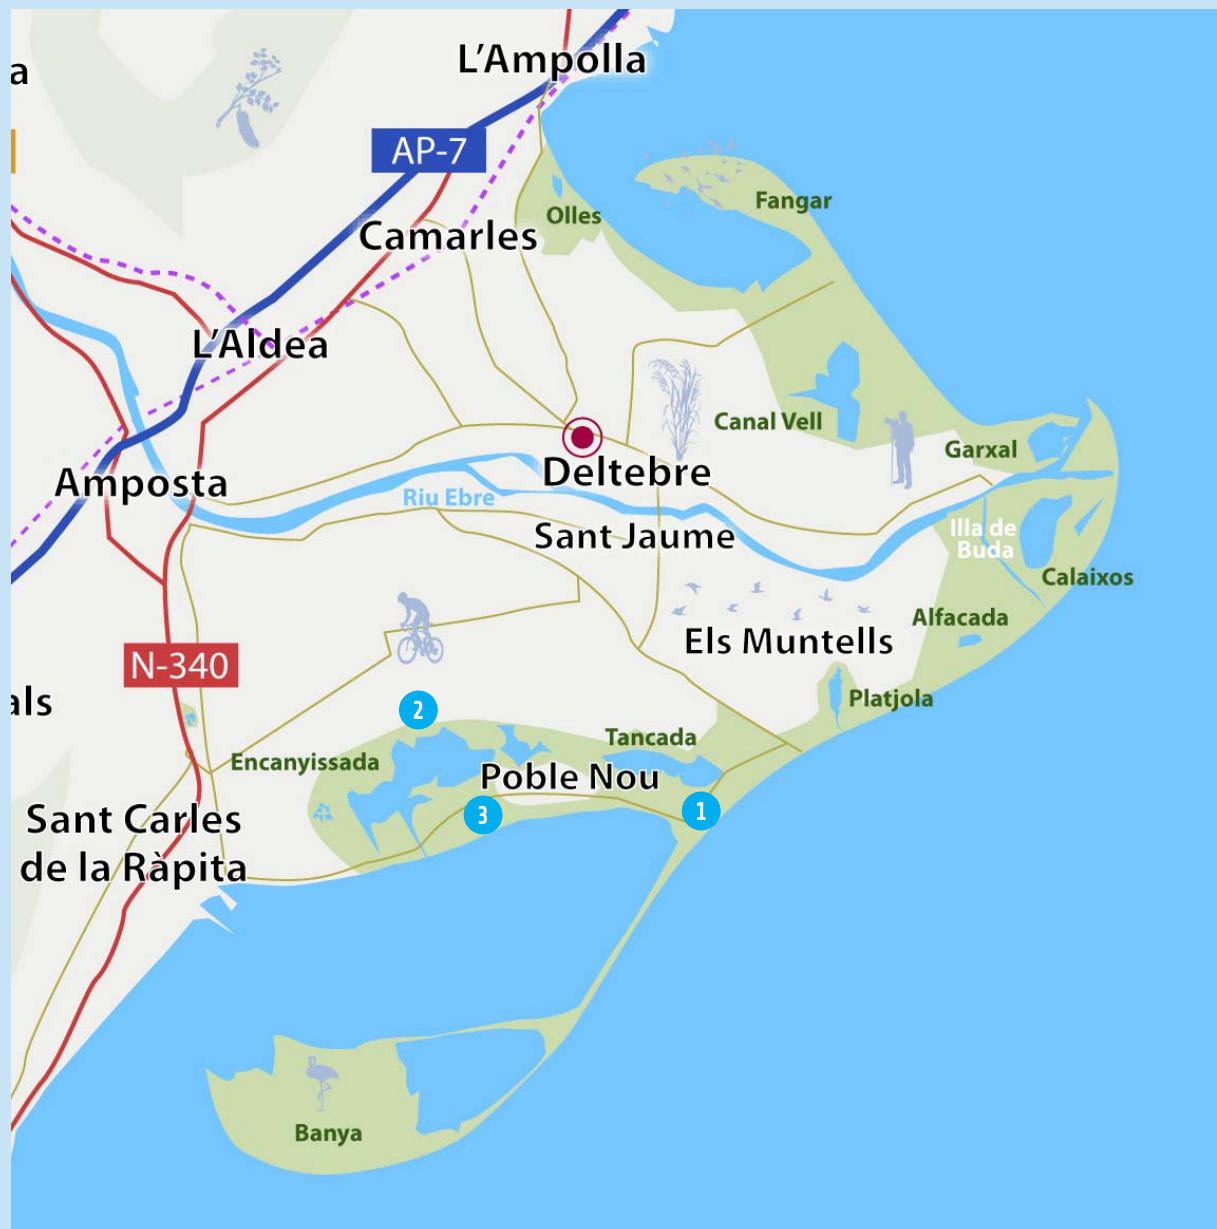 L'Ampolla
a
AP-7
Fangar
Olles
Camarles
L'Aldea
Canal Vell
Garxal
Deltebre
Amposta
Riu Ebre
Sant Jaume
Illa de
Buda
Calaixos
Alfacada
Els Muntells
N-340
als
Platjola
2
Tancada
Encanyissada
Poble Nou
1
3
Sant Carles
de la Ràpita
Banya